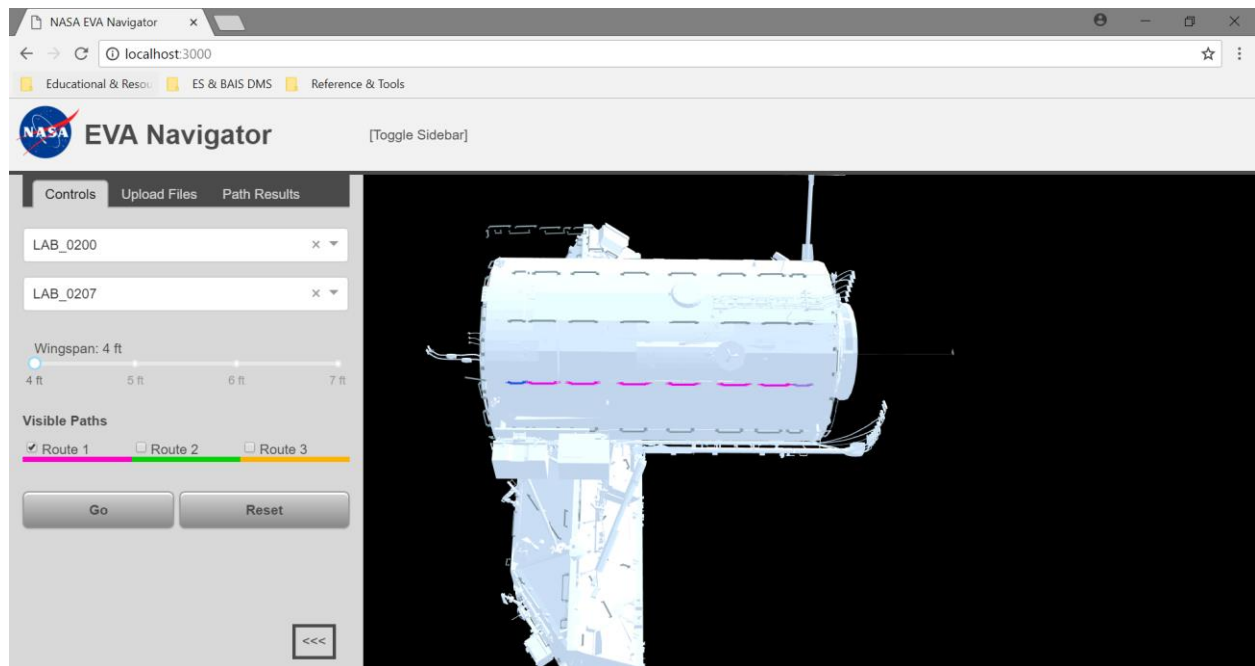 NASA EVA Navigator
localhost:3000
Educational & Resou ES & BAIS DMS Reference & Tools
NASA EVA Navigator [Toggle Sidebar]
Controls Upload Files Path Results
LAB_0200
LAB_0207
Wingspan: 4 ft
4 ft 5 ft 6 ft 7 ft
Visible Paths
Route 1 Route 2 Route 3
Go Reset
<<<